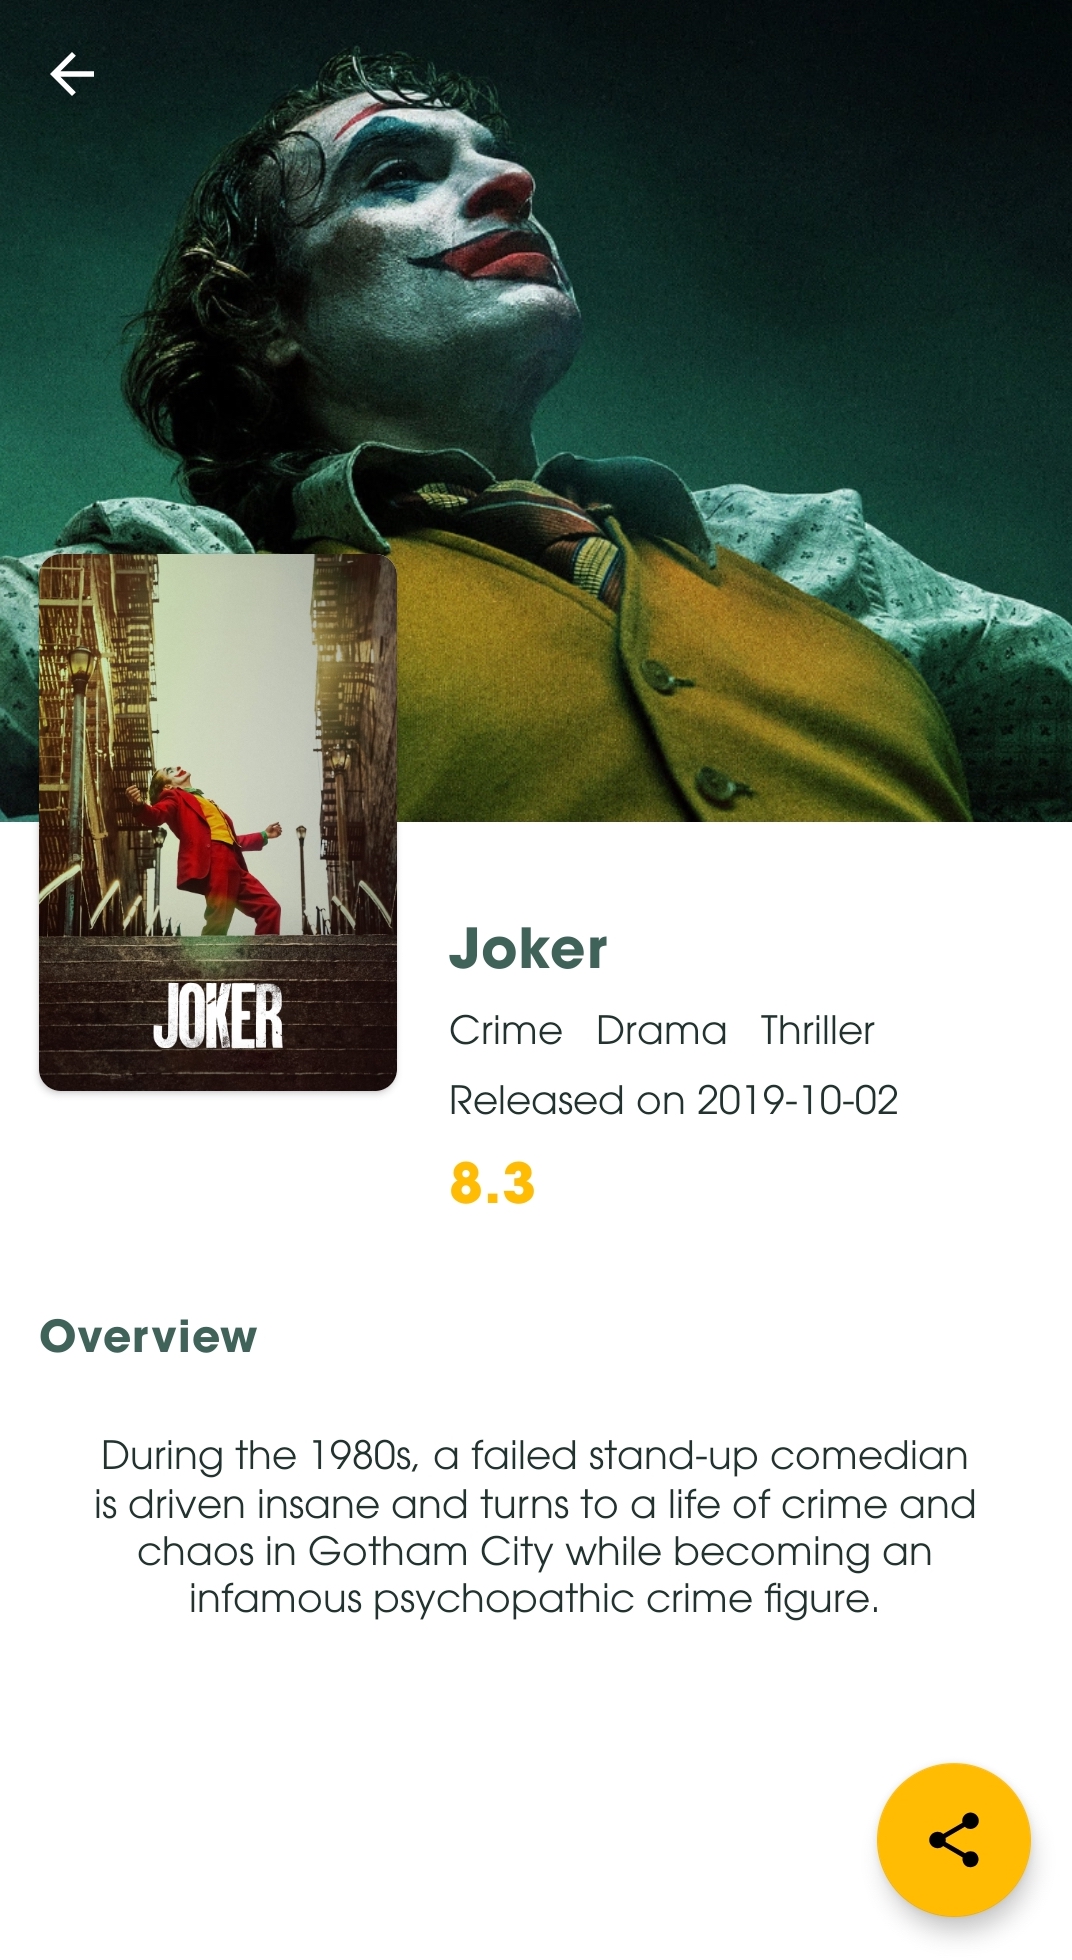 JOKER
Joker
Crime Drama Thriller
Released on 2019-10-02
8.3
Overview
During the 1980s, a failed stand-up comedian
is driven insane and turns to a life of crime and
chaos in Gotham City while becoming an
infamous psychopathic crime figure.